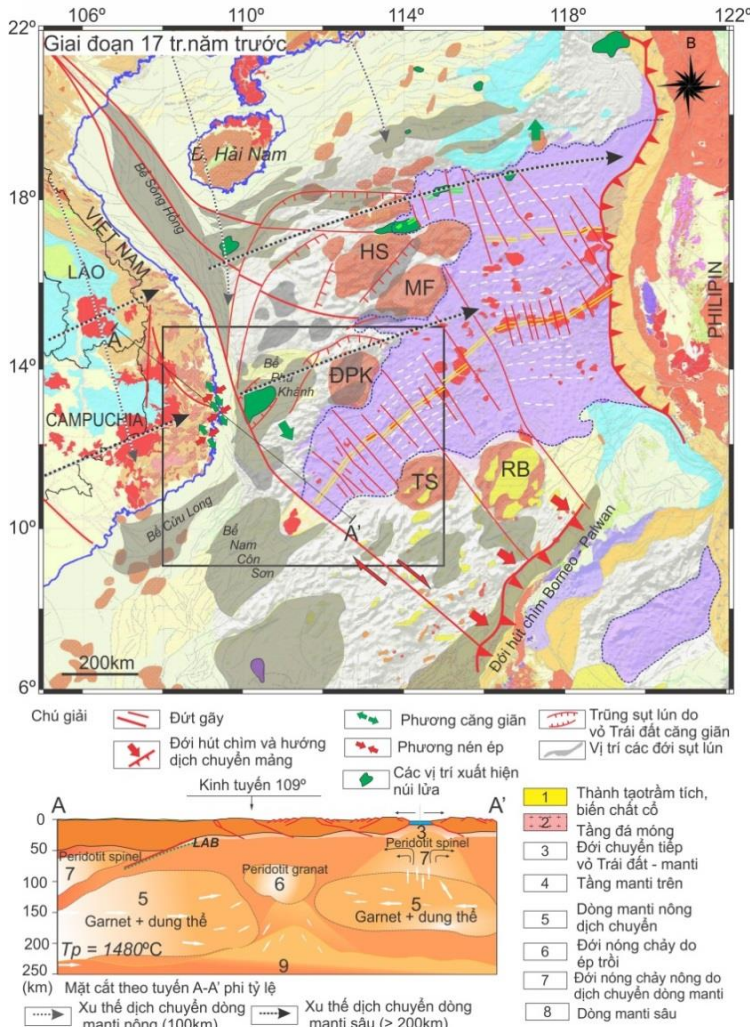 106º 110º 114º 118º 122º
22º
Giai đoạn 17 tr.năm trước
B
Đ. Hải Nam
18º
Bể Sông Hồng
VIỆT NAM
LÀO
HS
MF
PHILIPIN
A
14º
Bể
Phú
Khánh
ĐPK
CAMPUCHIA
TS
RB
A'
10º
Bể Cửu Long
Bể
Nam
Côn
Sơn
Đới hút chìm Borneo - Palwan
200km
6º
Chú giải
Đứt gãy
Đới hút chìm và hướng
dịch chuyển mảng
Phương căng giãn
Phương nén ép
Các vị trí xuất hiện
núi lửa
Trũng sụt lún do
vỏ Trái đất căng giãn
Vị trí các đới sụt lún
Kinh tuyến 109º
A A'
0
50
100
150
200
250
(km)
LAB
3
Peridotit spinel
7
Peridotit spinel
7
Peridotit granat
6
5
Garnet + dung thể
5
Garnet + dung thể
Tp = 1480ºC
9
Mặt cắt theo tuyến A-A' phi tỷ lệ
1 Thành tạotrầm tích,
biến chất cổ
2 Tầng đá móng
3 Đới chuyển tiếp
vỏ Trái đất - manti
4 Tầng manti trên
5 Dòng manti nông
dịch chuyển
6 Đới nóng chảy do
ép trồi
7 Đới nóng chảy nông do
dịch chuyển dòng manti
8 Dòng manti sâu
Xu thế dịch chuyển dòng
manti nông (100km)
Xu thế dịch chuyển dòng
manti sâu (> 200km)